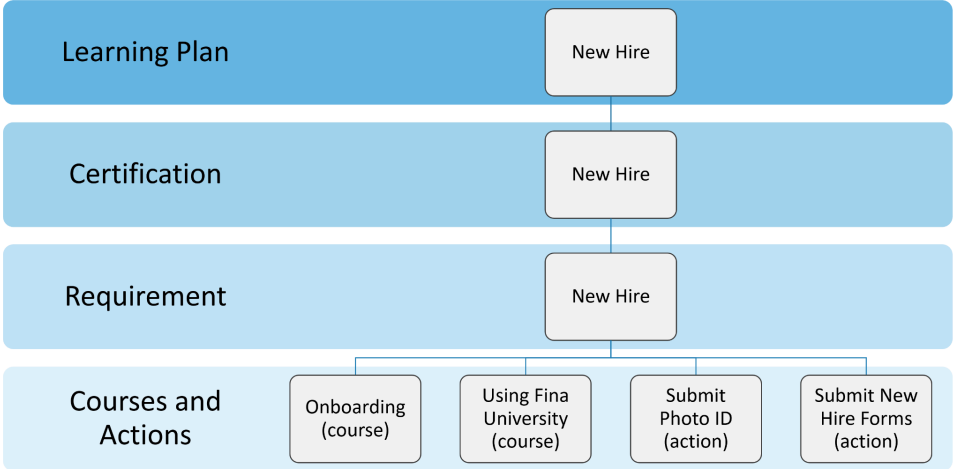 Learning Plan
New Hire
Certification
New Hire
Requirement
New Hire
Courses and
Actions
Onboarding
(course)
Using Fina
University
(course)
Submit
Photo ID
(action)
Submit New
Hire Forms
(action)